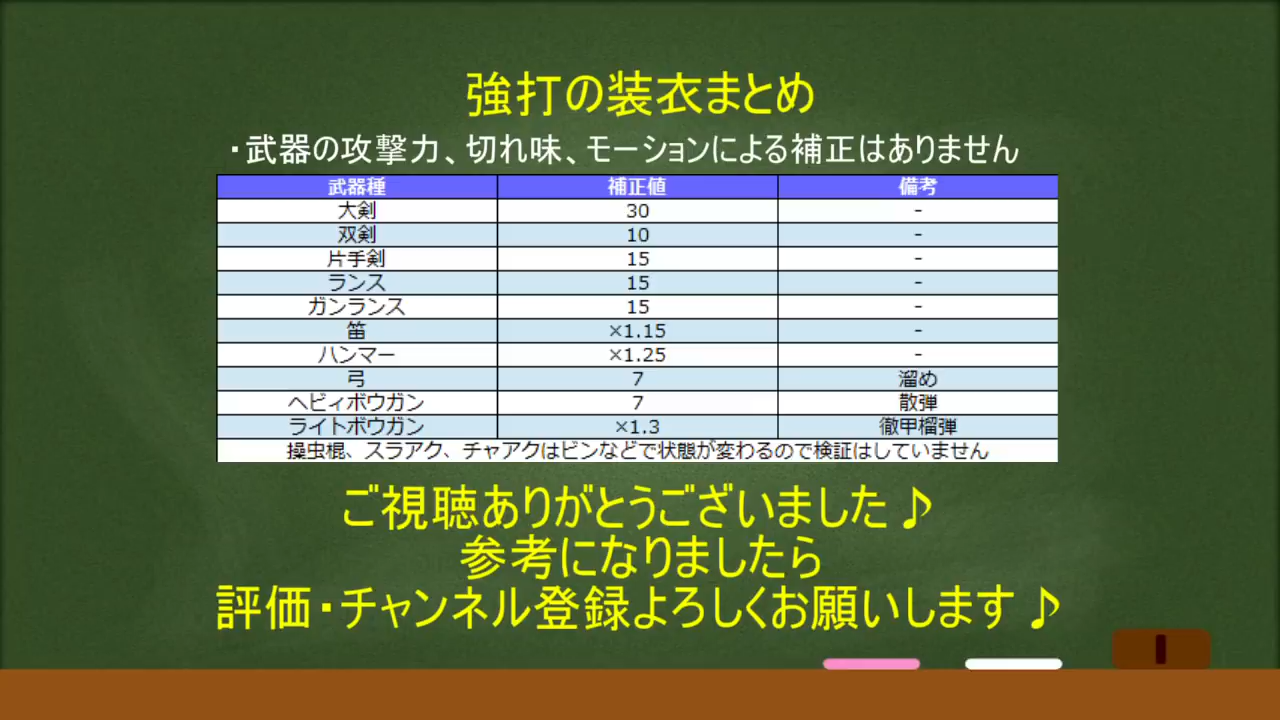 強打の装衣まとめ
・武器の攻撃力、切れ味、モーションによる補正はありません
武器種 補正値 備考
大剣 30 -
双剣 10 -
片手剣 15 -
ランス 15 -
ガンランス 15 -
笛 ×1.15 -
ハンマー ×1.25 -
弓 7 溜め
ヘビィボウガン 7 散弾
ライトボウガン ×1.3 徹甲榴弾
操虫棍、スラアク、チャアクはビンなどで状態が変わるので検証はしていません
ご視聴ありがとうございました♪
参考になりましたら
評価・チャンネル登録よろしくお願いします♪